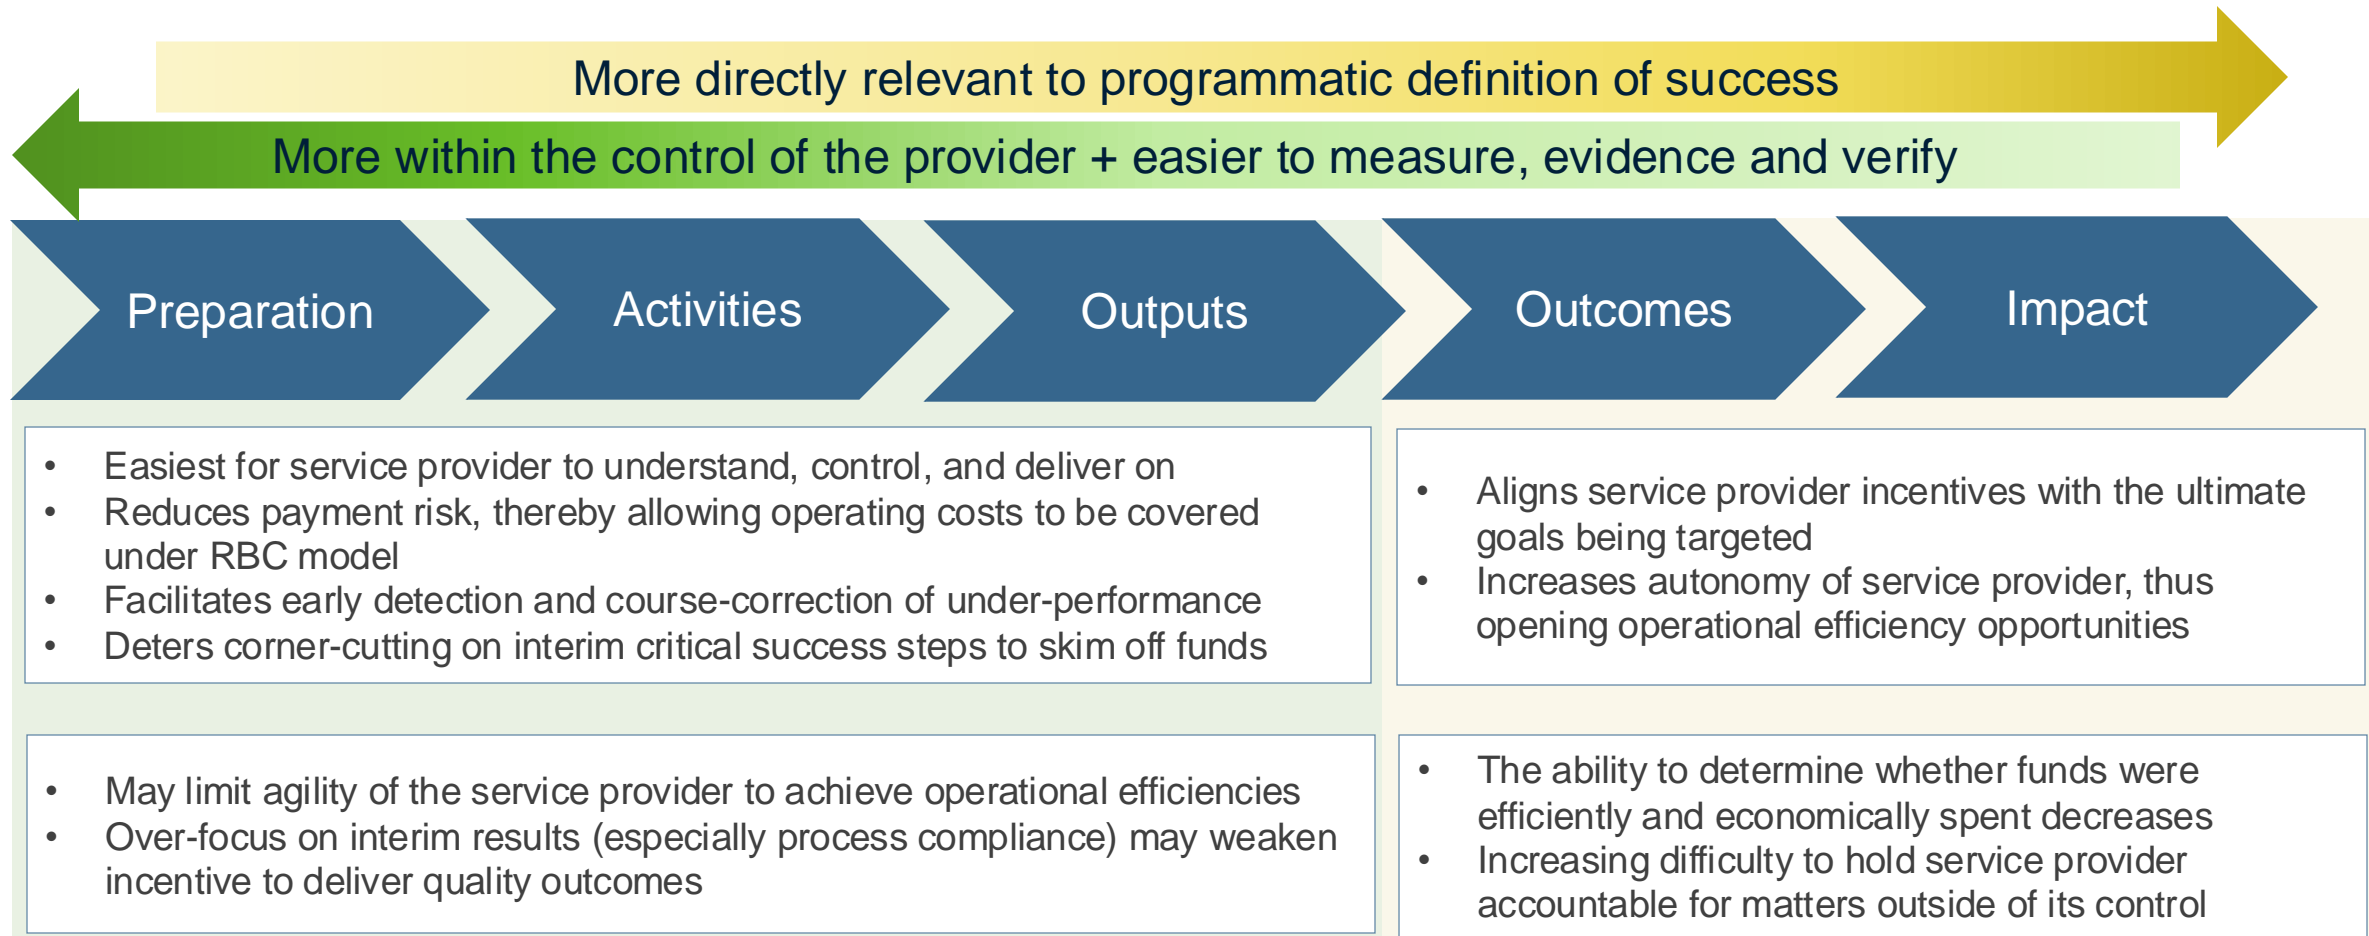 More directly relevant to programmatic definition of success
More within the control of the provider + easier to measure, evidence and verify
Preparation
Activities
Outputs
Outcomes
Impact
• Easiest for service provider to understand, control, and deliver on
• Reduces payment risk, thereby allowing operating costs to be covered
under RBC model
• Facilitates early detection and course-correction of under-performance
• Deters corner-cutting on interim critical success steps to skim off funds
• Aligns service provider incentives with the ultimate
goals being targeted
• Increases autonomy of service provider, thus
opening operational efficiency opportunities
• May limit agility of the service provider to achieve operational efficiencies
• Over-focus on interim results (especially process compliance) may weaken
incentive to deliver quality outcomes
• The ability to determine whether funds were
efficiently and economically spent decreases
• Increasing difficulty to hold service provider
accountable for matters outside of its control